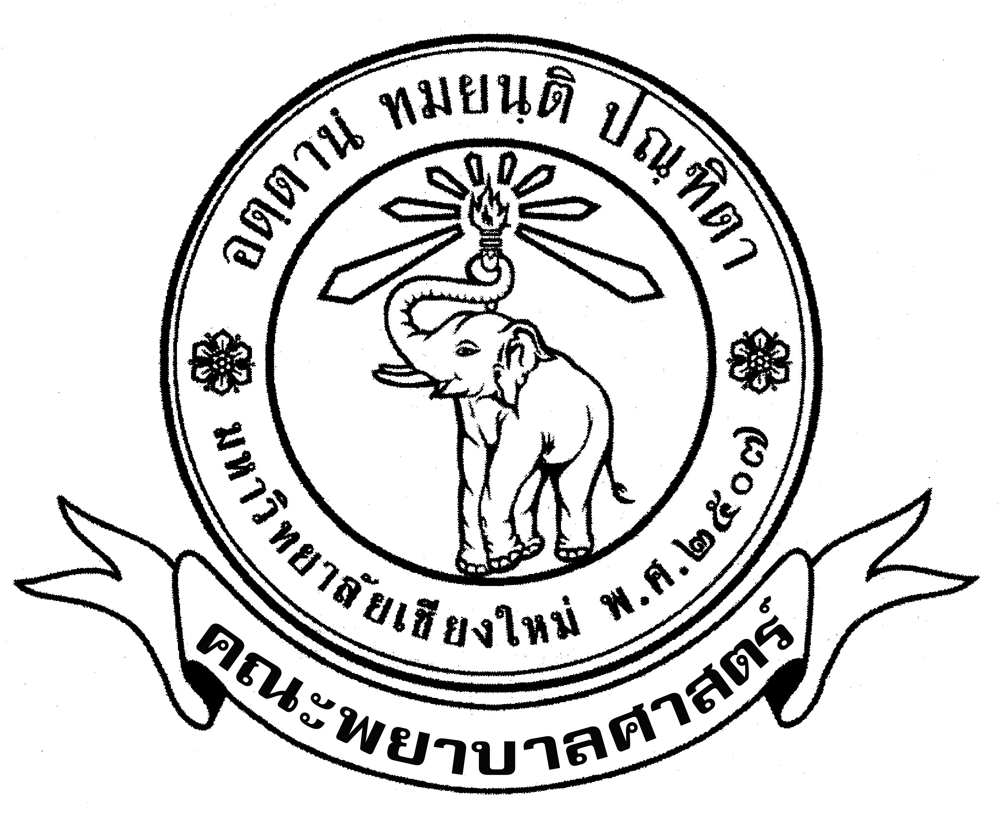 อตฺตานํ ทมยนฺติ ปณฺฑิตา
มหาวิทยาลัยเชียงใหม่ พ.ศ.๒๕๐๗
คณะพยาบาลศาสตร์